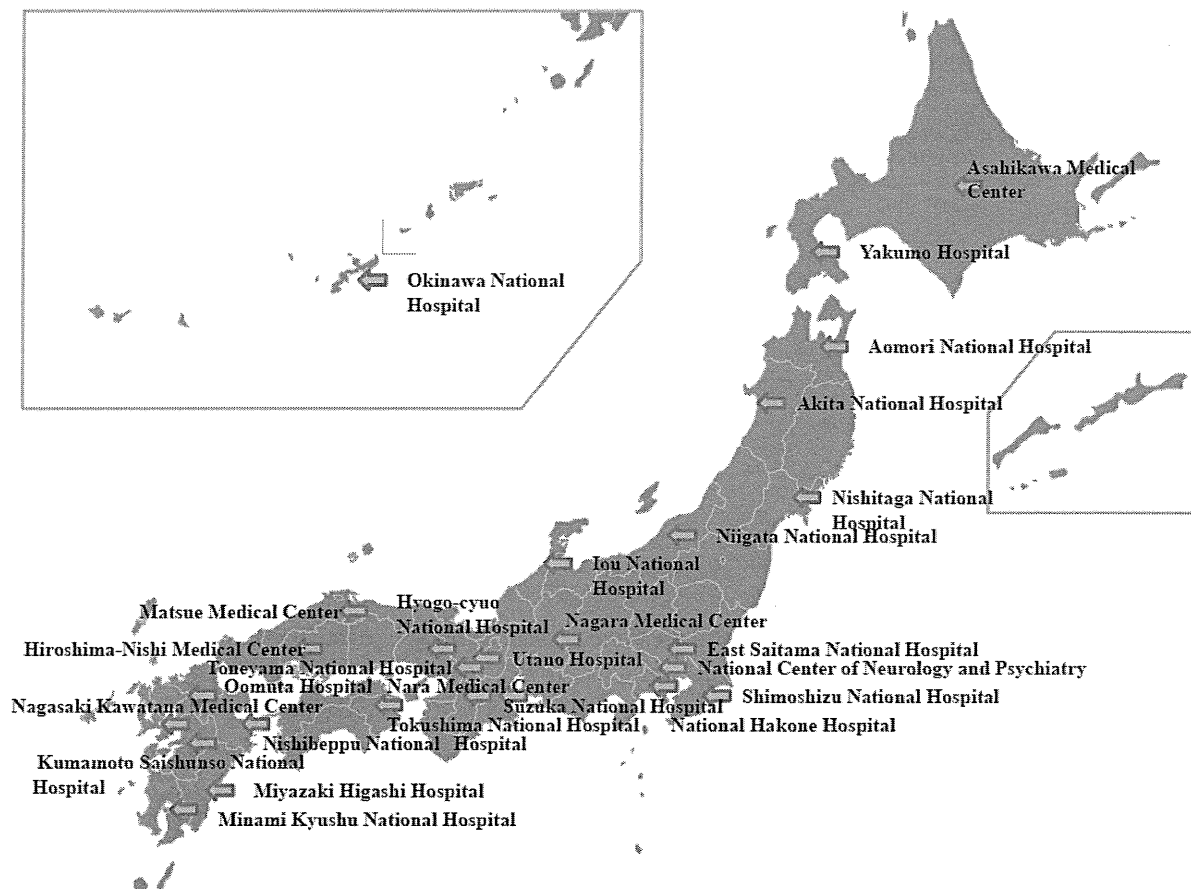 Asahikawa Medical
Center
Yakumo Hospital
Okinawa National
Hospital
Aomori National Hospital
Akita National Hospital
Nishitaga National
Hospital
Niigata National Hospital
Iou National
Hospital
Hyogo-cyuo
National Hospital
Matsue Medical Center
Nagara Medical Center
Hiroshima-Nishi Medical Center
East Saitama National Hospital
Utano Hospital
Toneyama National Hospital
National Center of Neurology and Psychiatry
Oomuta Hospital
Nara Medical Center
Shimoshizu National Hospital
Suzuka National Hospital
Nagasaki Kawatana Medical Center
Tokushima National Hospital
National Hakone Hospital
Nishibeppu National Hospital
Kumamoto Saishunso National
Hospital
Miyazaki Higashi Hospital
Minami Kyushu National Hospital